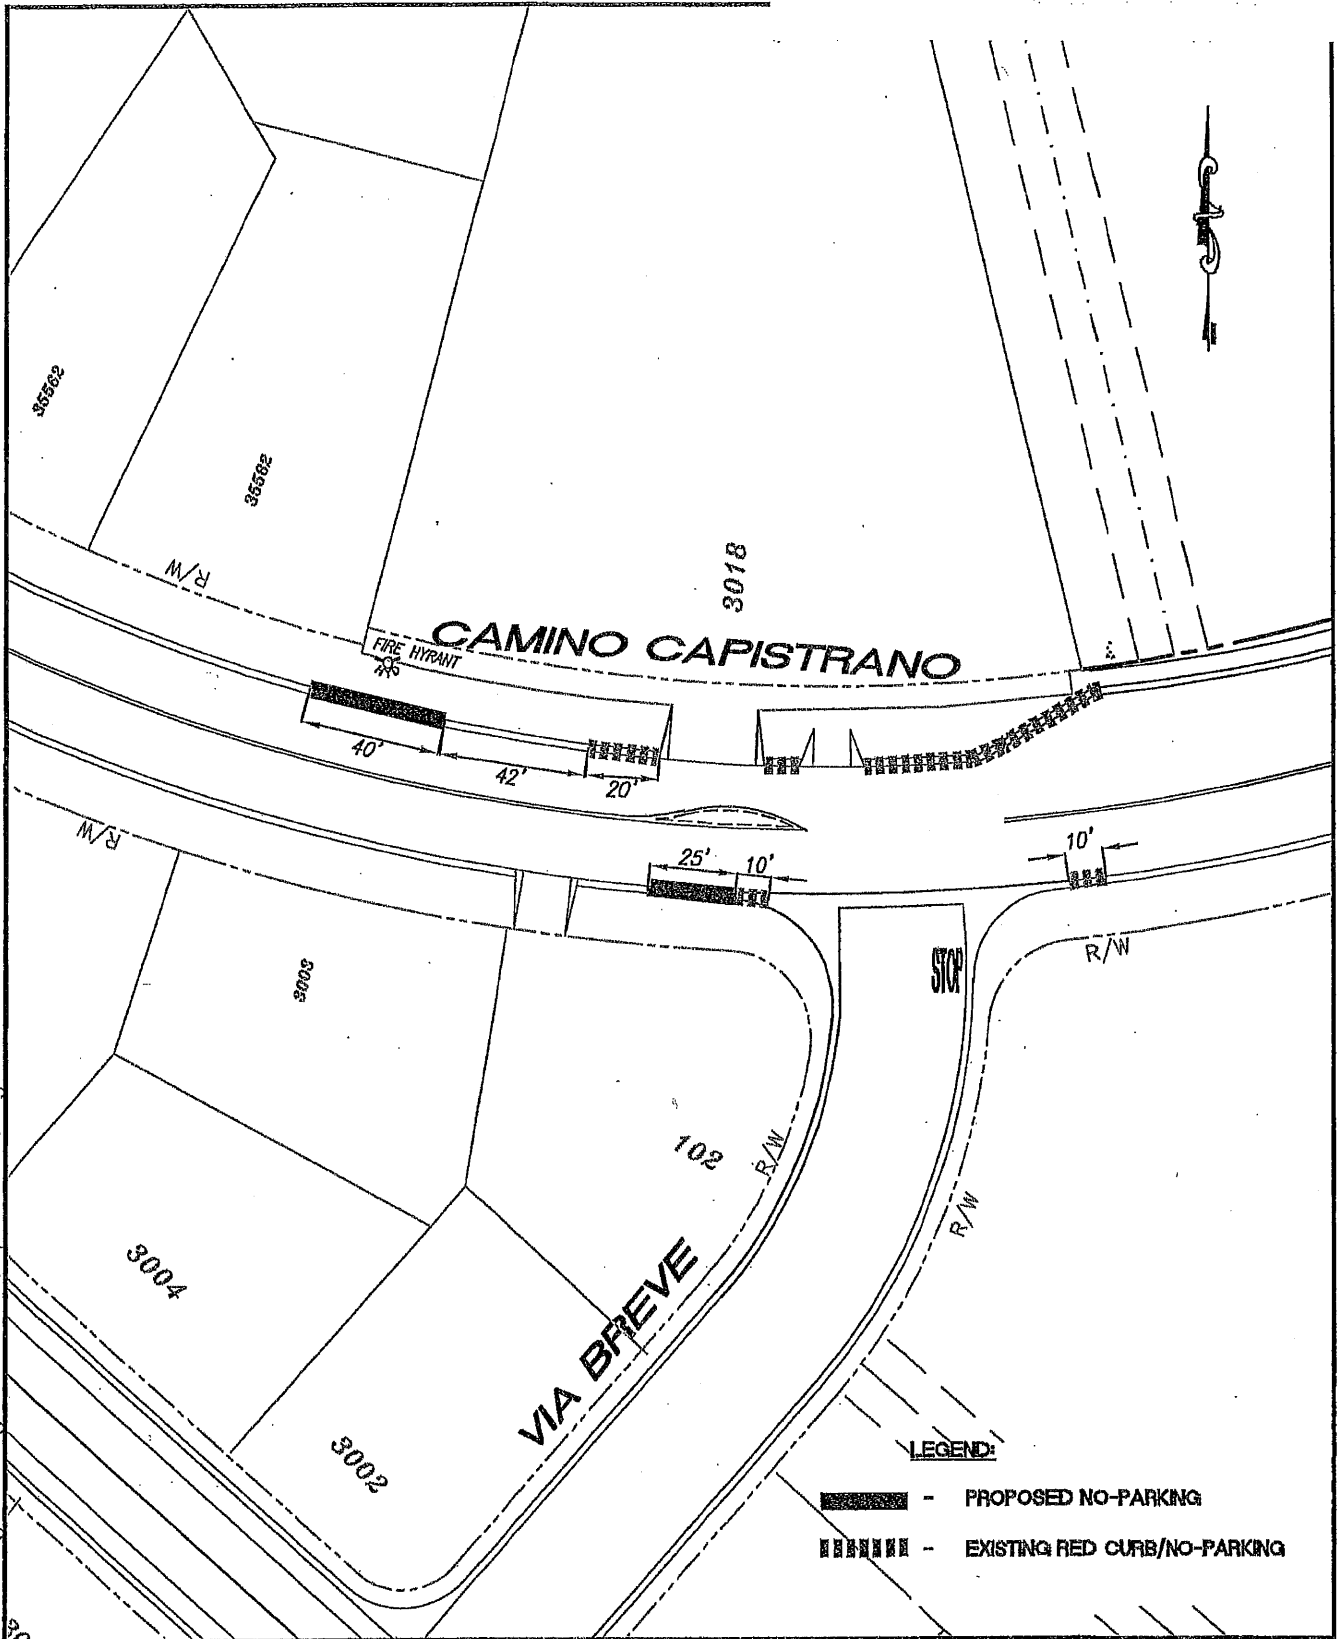 35562
35582
R/W
3018
CAMINO CAPISTRANO
FIRE HYRANT
40'
42'
20'
25'
10'
10'
R/W
R/W
STOP
3003
102
R/W
R/W
3004
VIA BREVE
3002
LEGEND:
- PROPOSED NO-PARKING
- EXISTING RED CURB/NO-PARKING